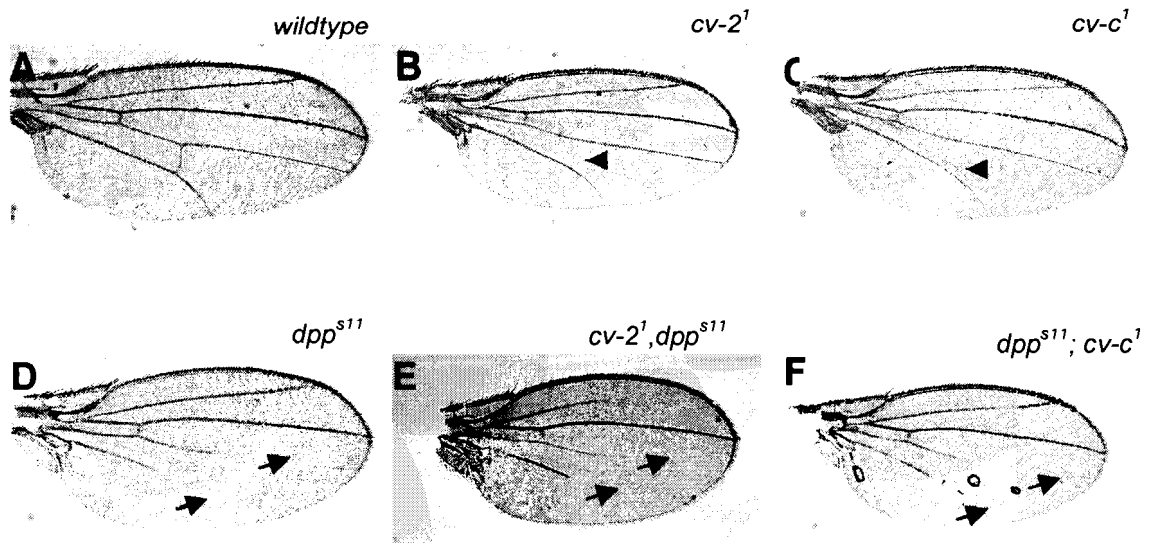 wildtype
cv-2¹
cv-c¹
A
B
C
dpp^s11
cv-2¹,dpp^s11
dpp^s11; cv-c¹
D
E
F